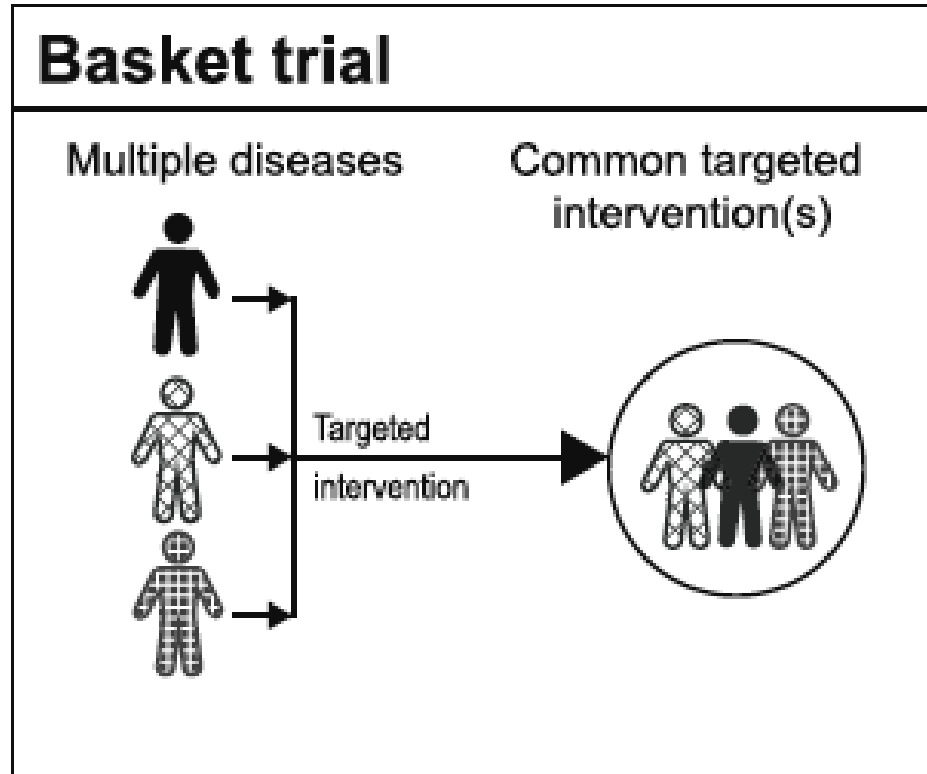 Basket trial
Multiple diseases
Common targeted
intervention(s)
Targeted
intervention